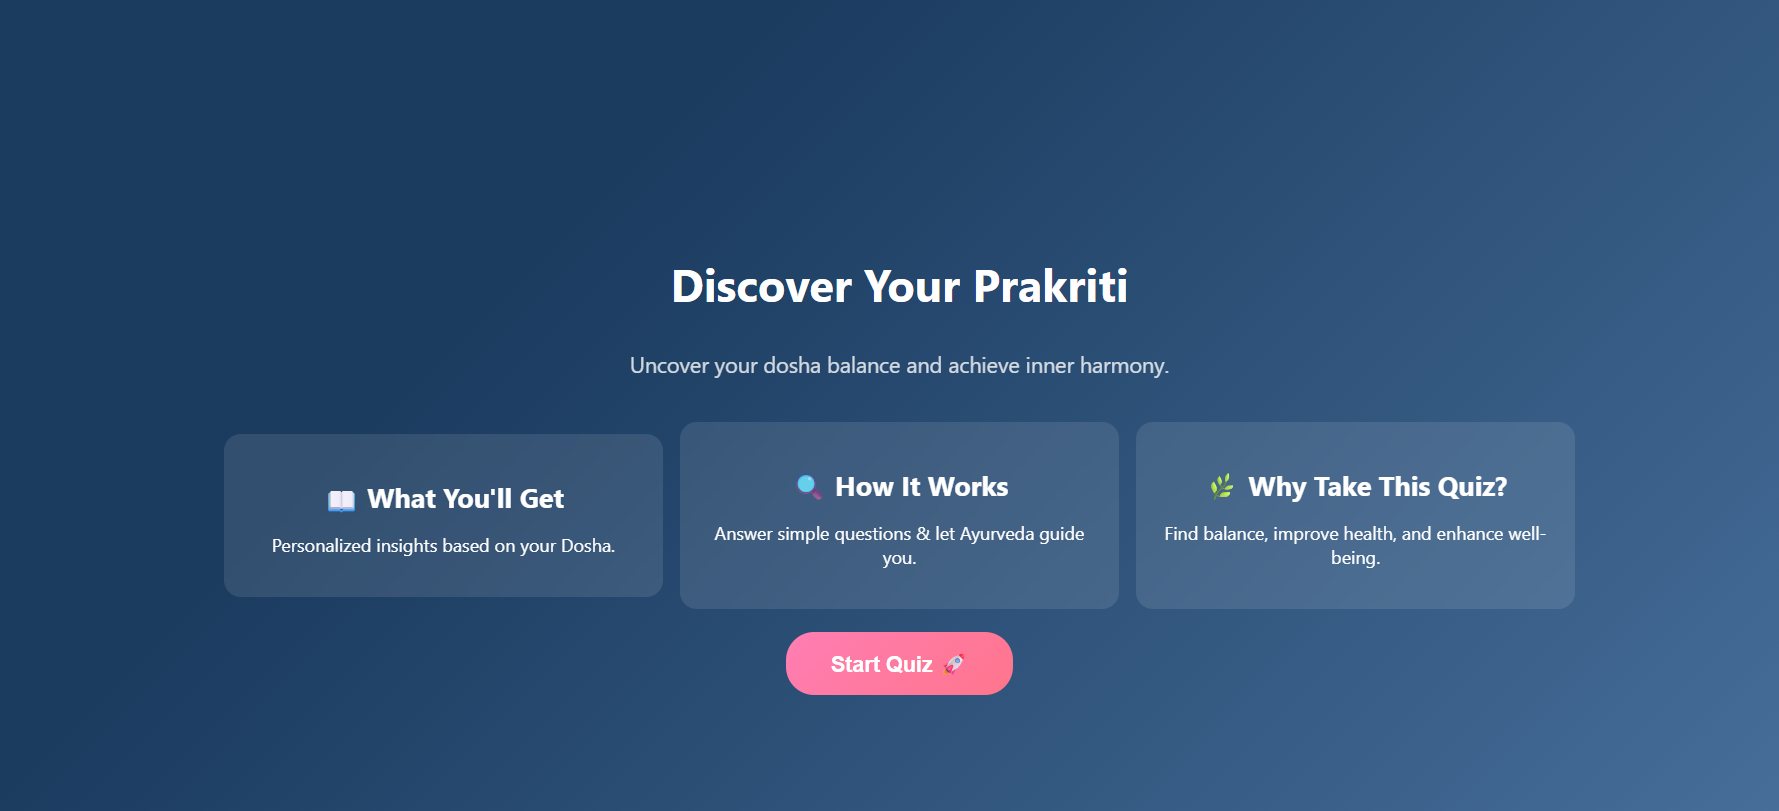 Discover Your Prakriti
Uncover your dosha balance and achieve inner harmony.
What You'll Get
Personalized insights based on your Dosha.
How It Works
Answer simple questions & let Ayurveda guide
you.
Why Take This Quiz?
Find balance, improve health, and enhance well-
being.
Start Quiz